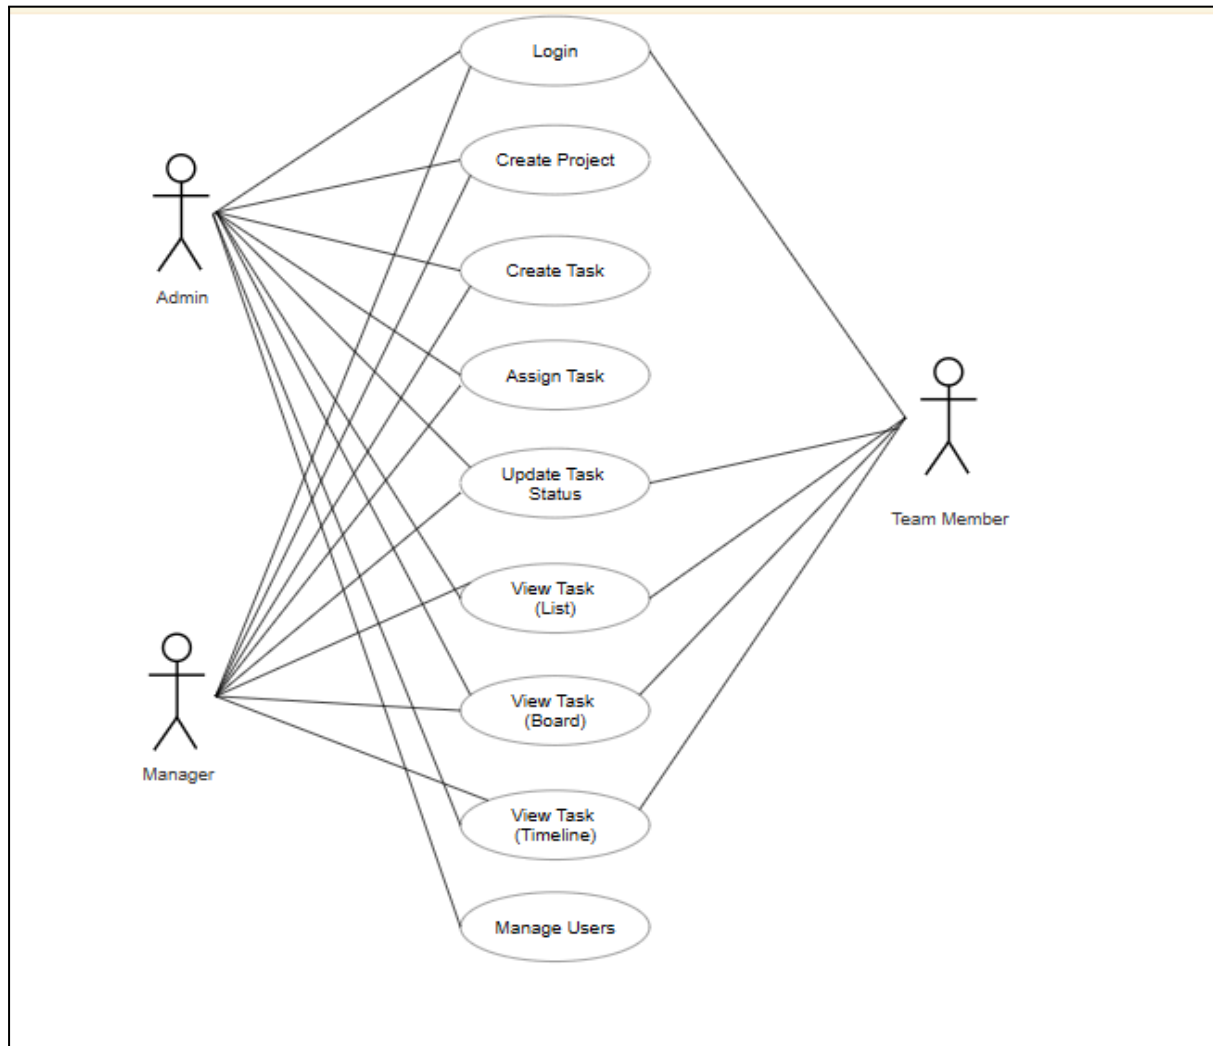 Login
Create Project
Admin
Create Task
Assign Task
Update Task
Status
Team Member
View Task
(List)
Manager
View Task
(Board)
View Task
(Timeline)
Manage Users